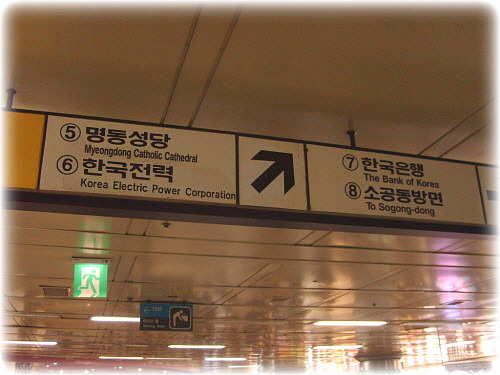 ⑤ 명동성당
Myeongdong Catholic Cathedral
⑥ 한국전력
Korea Electric Power Corporation
⑦ 한국은행
The Bank of Korea
⑧ 소공동방면
To Sogong-dong